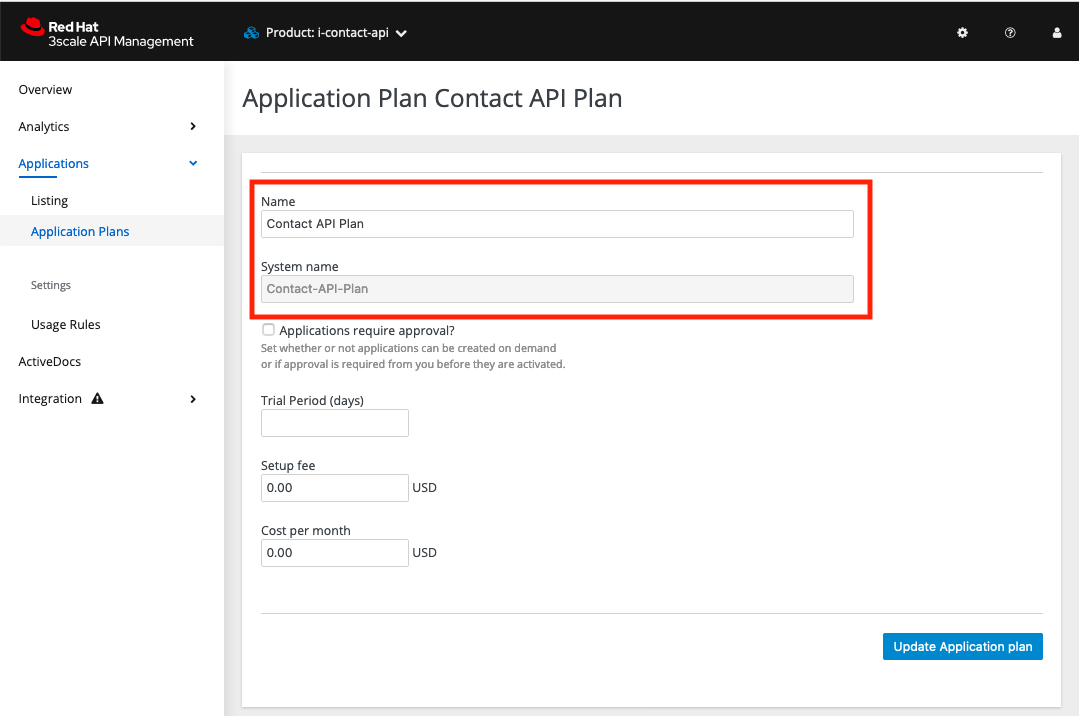 Red Hat
3scale API Management
Product: i-contact-api
Overview
Analytics
Applications
Listing
Application Plans
Settings
Usage Rules
ActiveDocs
Integration
Application Plan Contact API Plan
Name
Contact API Plan
System name
Contact-API-Plan
Applications require approval?
Set whether or not applications can be created on demand
or if approval is required from you before they are activated.
Trial Period (days)
Setup fee
0.00 USD
Cost per month
0.00 USD
Update Application plan